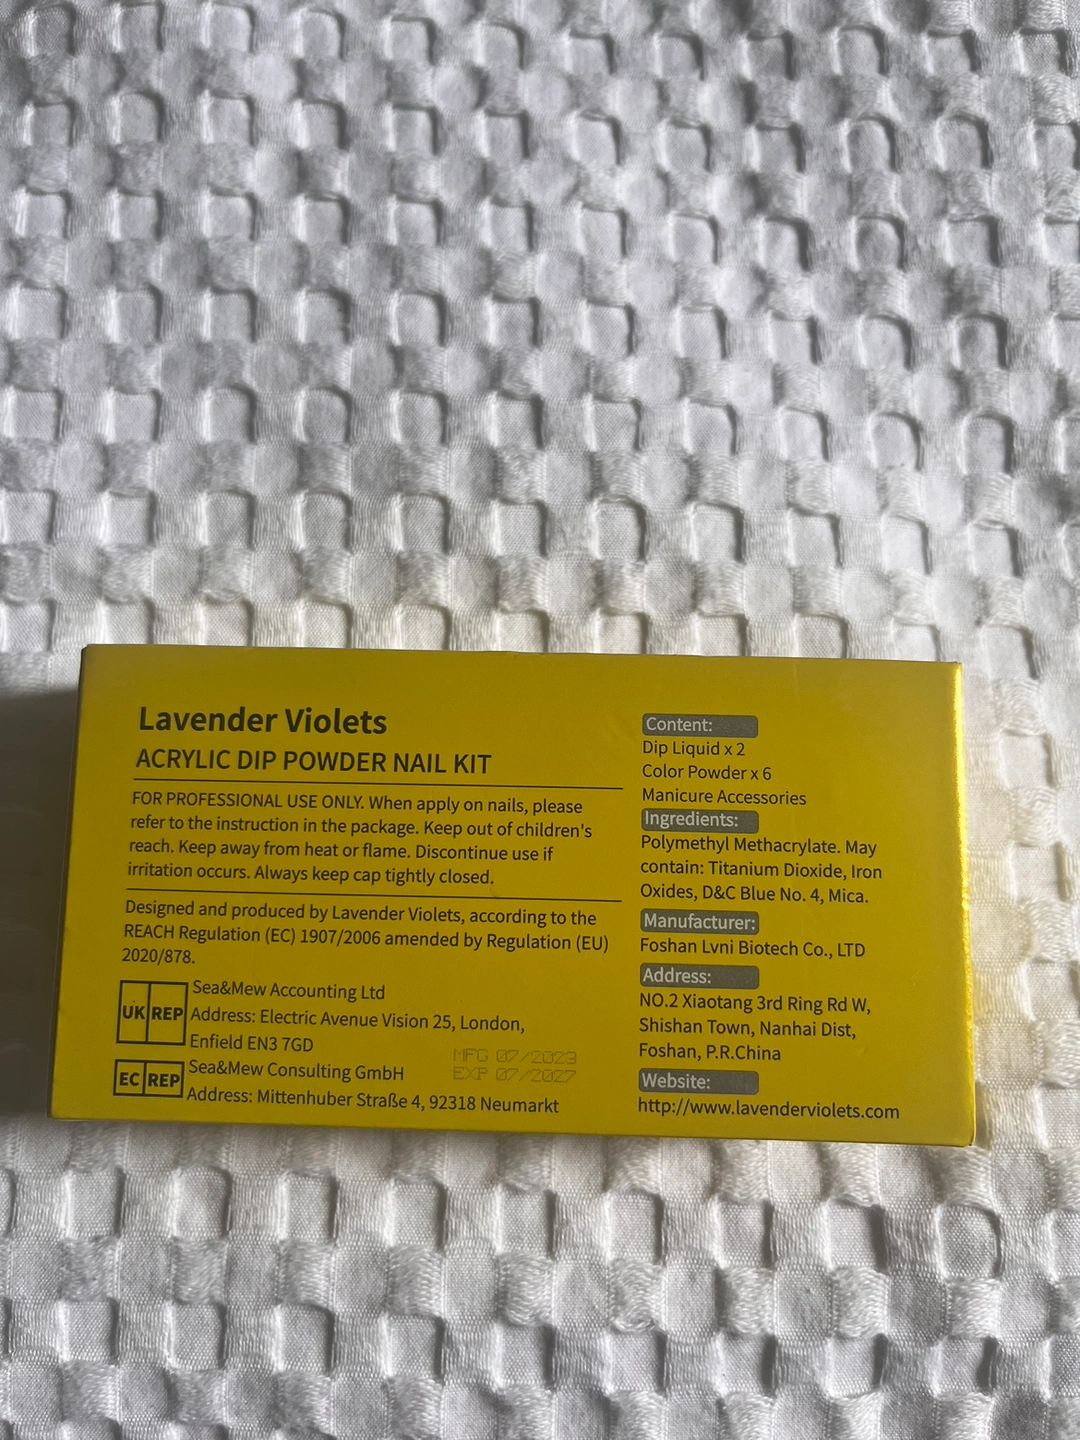 Lavender Violets
ACRYLIC DIP POWDER NAIL KIT
FOR PROFESSIONAL USE ONLY. When apply on nails, please
refer to the instruction in the package. Keep out of children's
reach. Keep away from heat or flame. Discontinue use if
irritation occurs. Always keep cap tightly closed.
Designed and produced by Lavender Violets, according to the
REACH Regulation (EC) 1907/2006 amended by Regulation (EU)
2020/878.
UK REP
Sea&Mew Accounting Ltd
Address: Electric Avenue Vision 25, London,
Enfield EN3 7GD
EC REP
Sea&Mew Consulting GmbH
Address: Mittenhuber Straße 4, 92318 Neumarkt
MFG 07/2023
EXP 07/2027
Content:
Dip Liquid x 2
Color Powder x 6
Manicure Accessories
Ingredients:
Polymethyl Methacrylate. May
contain: Titanium Dioxide, Iron
Oxides, D&C Blue No. 4, Mica.
Manufacturer:
Foshan Lvni Biotech Co., LTD
Address:
NO.2 Xiaotang 3rd Ring Rd W,
Shishan Town, Nanhai Dist,
Foshan, P.R.China
Website:
http://www.lavenderviolets.com